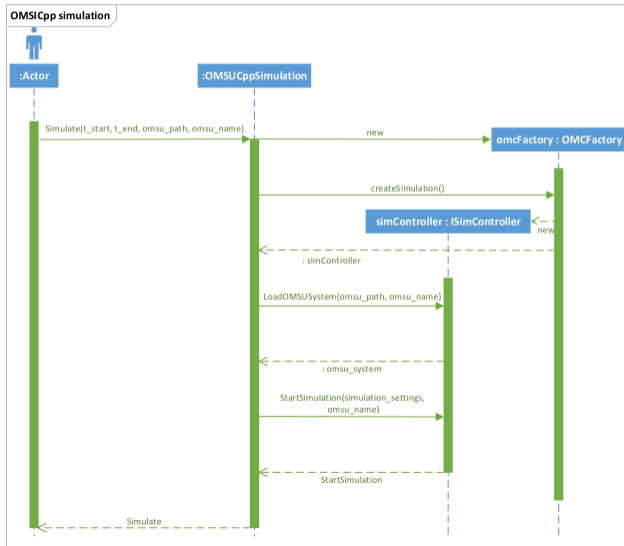 OMSICpp simulation
:Actor
:OMSUCppSimulation
Simulate(t_start, t_end, omsu_path, omsu_name)
new
omcFactory : OMCFactory
createSimulation()
simController : ISimController
new
: simController
LoadOMSUSystem(omsu_path, omsu_name)
: omsu_system
StartSimulation(simulation_settings,
omsu_name)
StartSimulation
Simulate